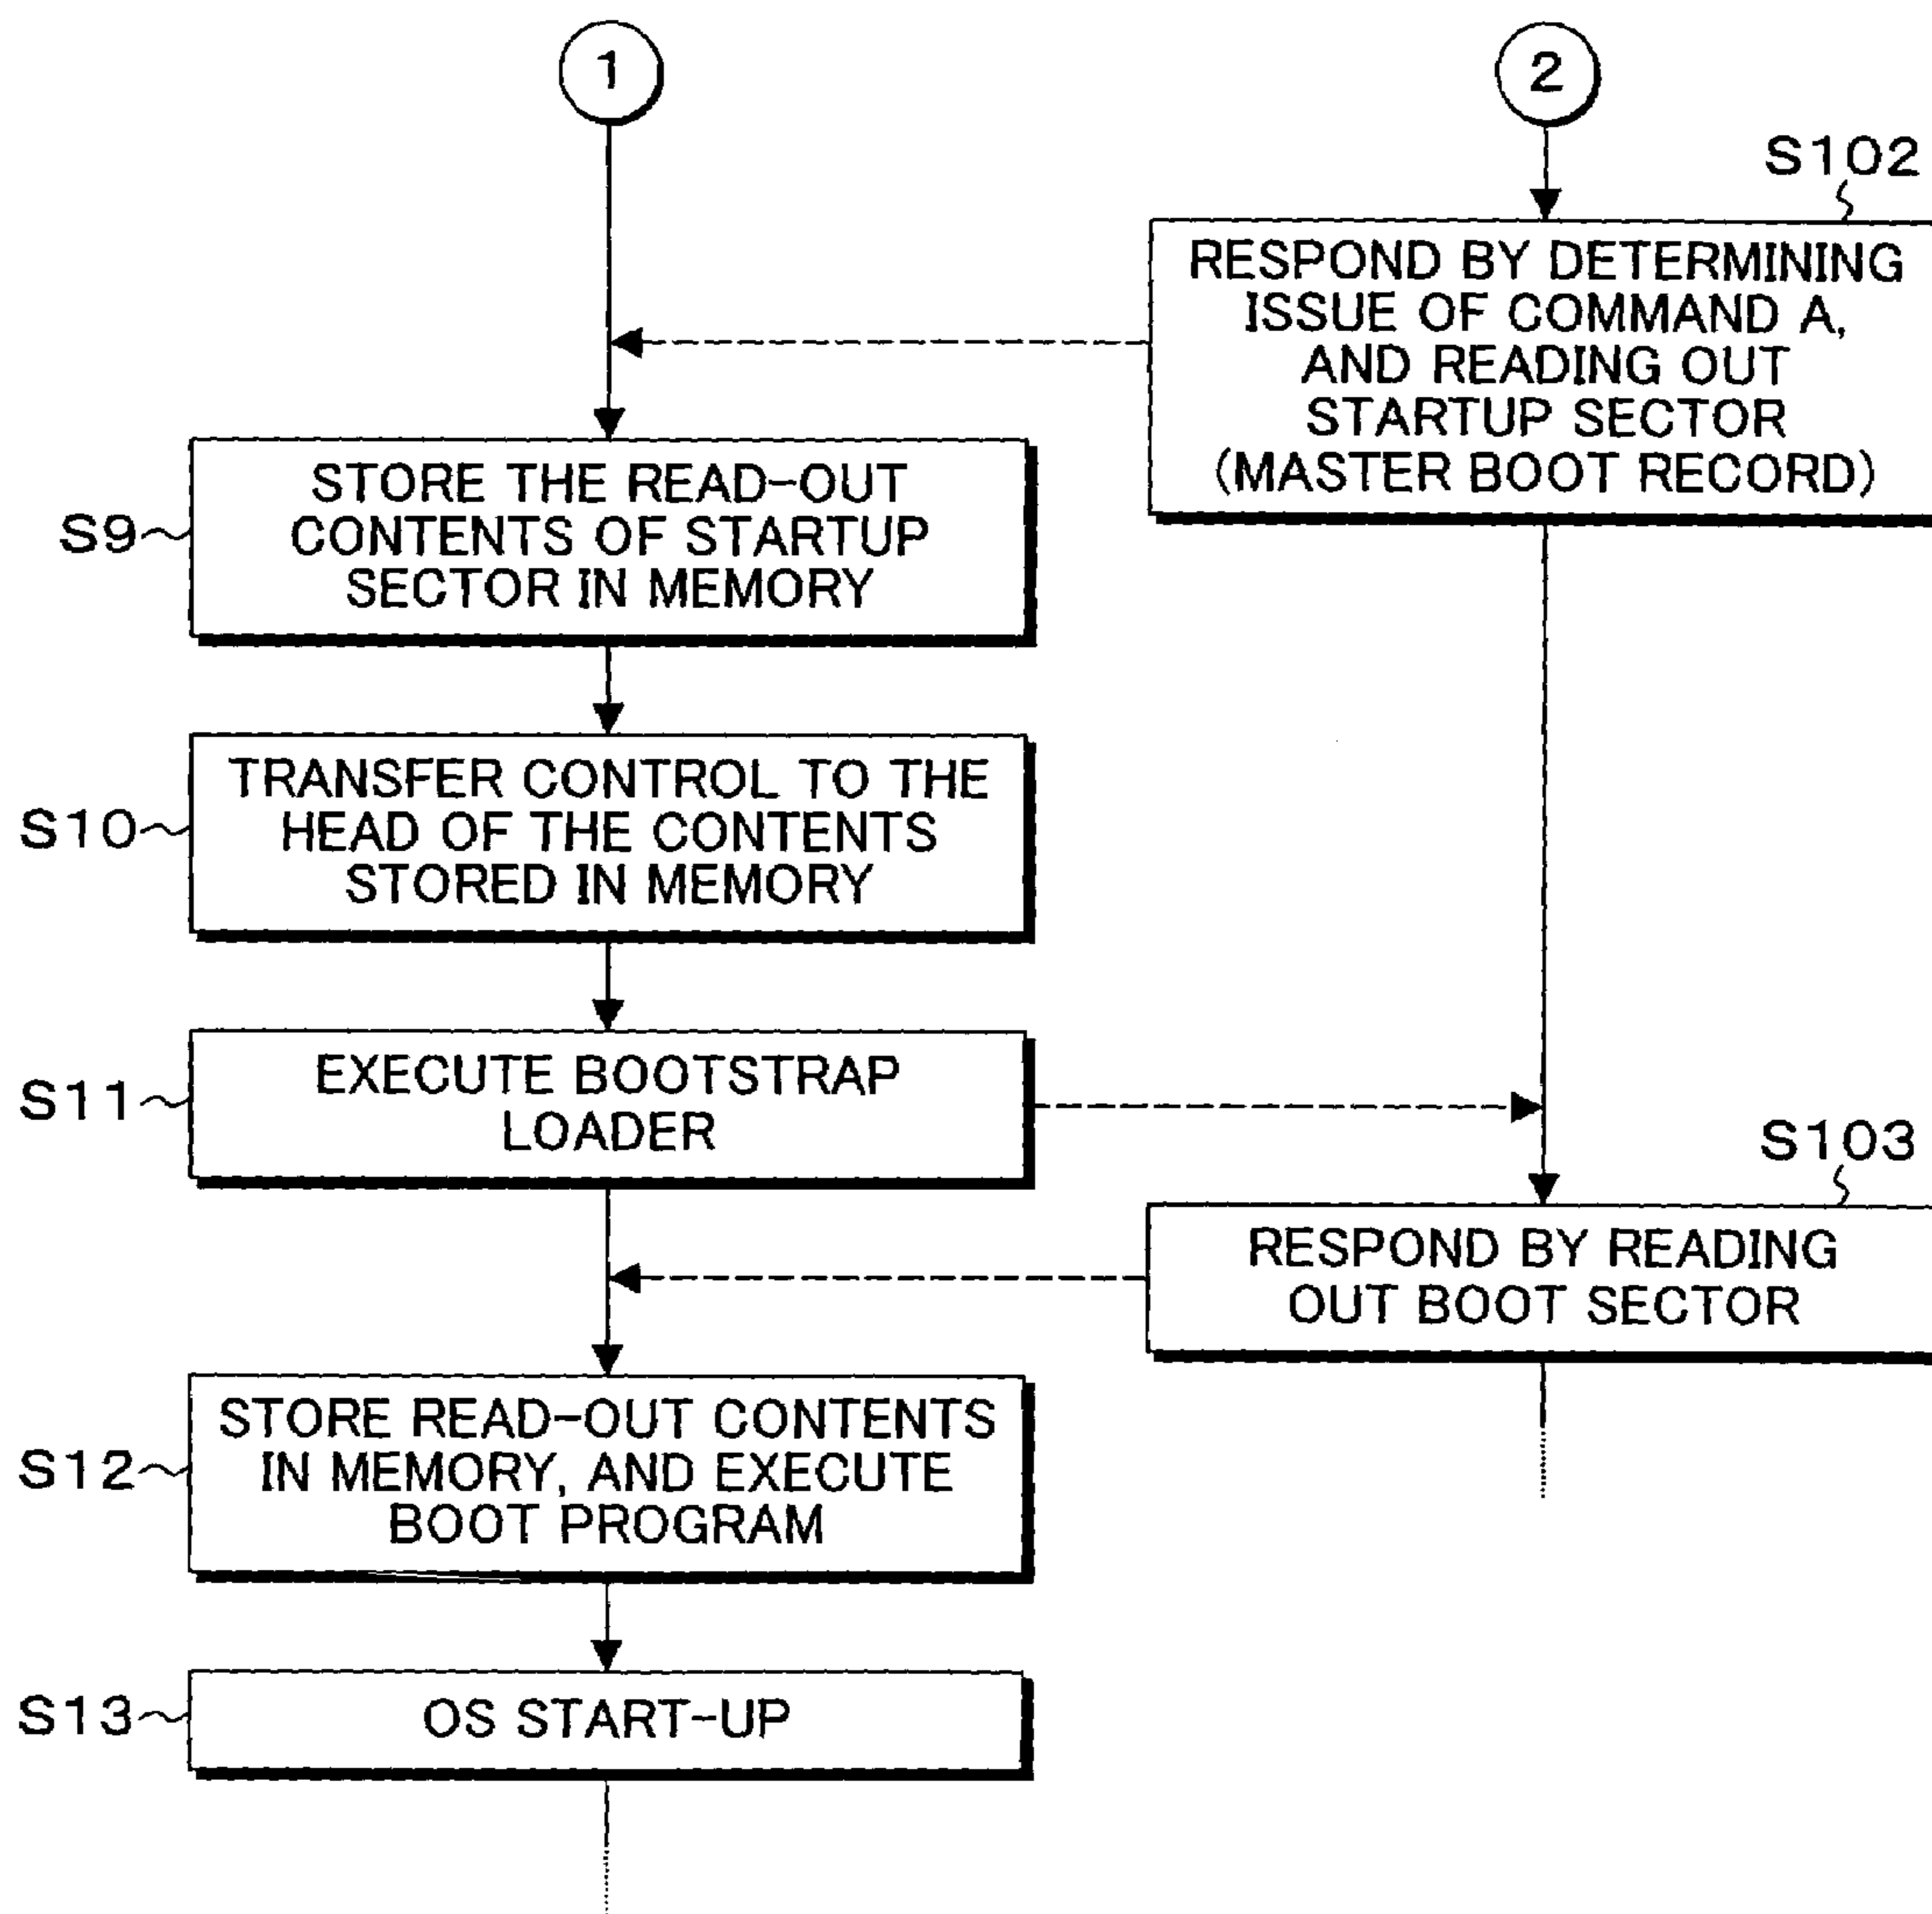 1
2
S102
RESPOND BY DETERMINING
ISSUE OF COMMAND A,
AND READING OUT
STARTUP SECTOR
(MASTER BOOT RECORD)
S9
STORE THE READ-OUT
CONTENTS OF STARTUP
SECTOR IN MEMORY
S10
TRANSFER CONTROL TO THE
HEAD OF THE CONTENTS
STORED IN MEMORY
S11
EXECUTE BOOTSTRAP
LOADER
S103
RESPOND BY READING
OUT BOOT SECTOR
S12
STORE READ-OUT CONTENTS
IN MEMORY, AND EXECUTE
BOOT PROGRAM
S13
OS START-UP